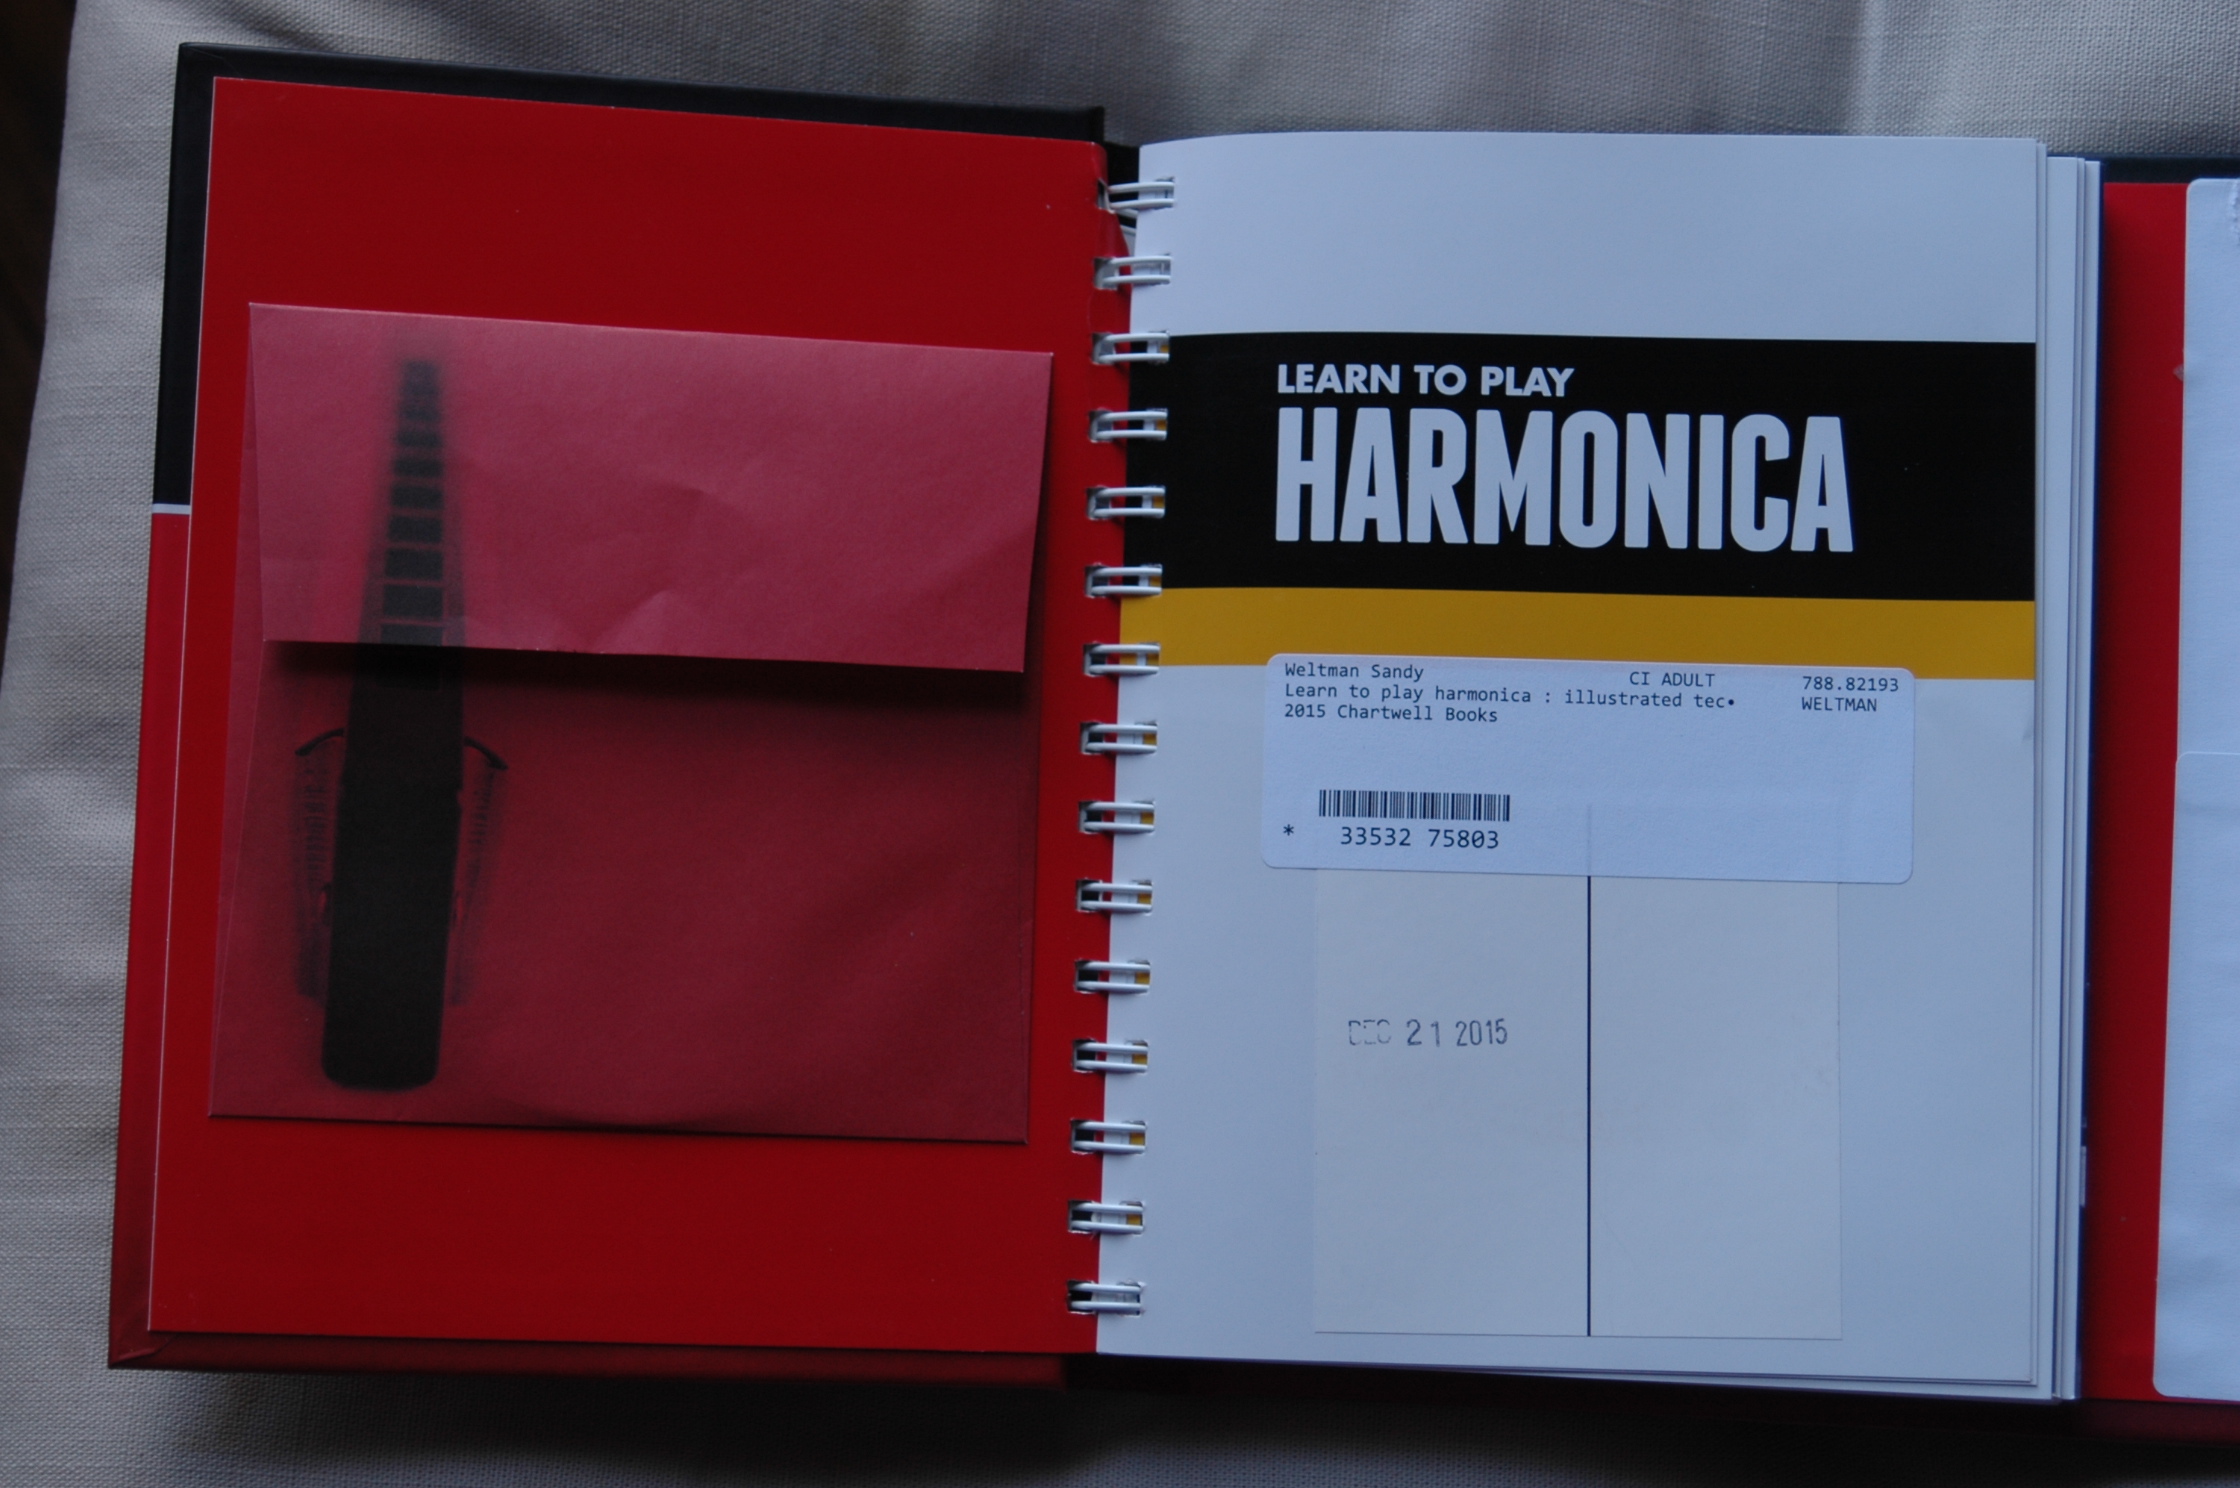 LEARN TO PLAY
HARMONICA
Weltman Sandy CI ADULT 788.82193
Learn to play harmonica : illustrated tec• WELTMAN
2015 Chartwell Books
* 33532 75803
DEC 21 2015